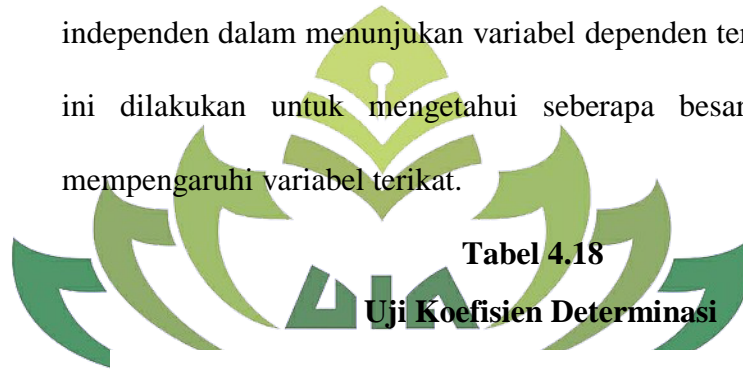 independen dalam menunjukan variabel dependen
ini dilakukan untuk mengetahui seberapa besar
mempengaruhi variabel terikat.
Tabel 4.18
UIN
Uji Koefisien Determinasi